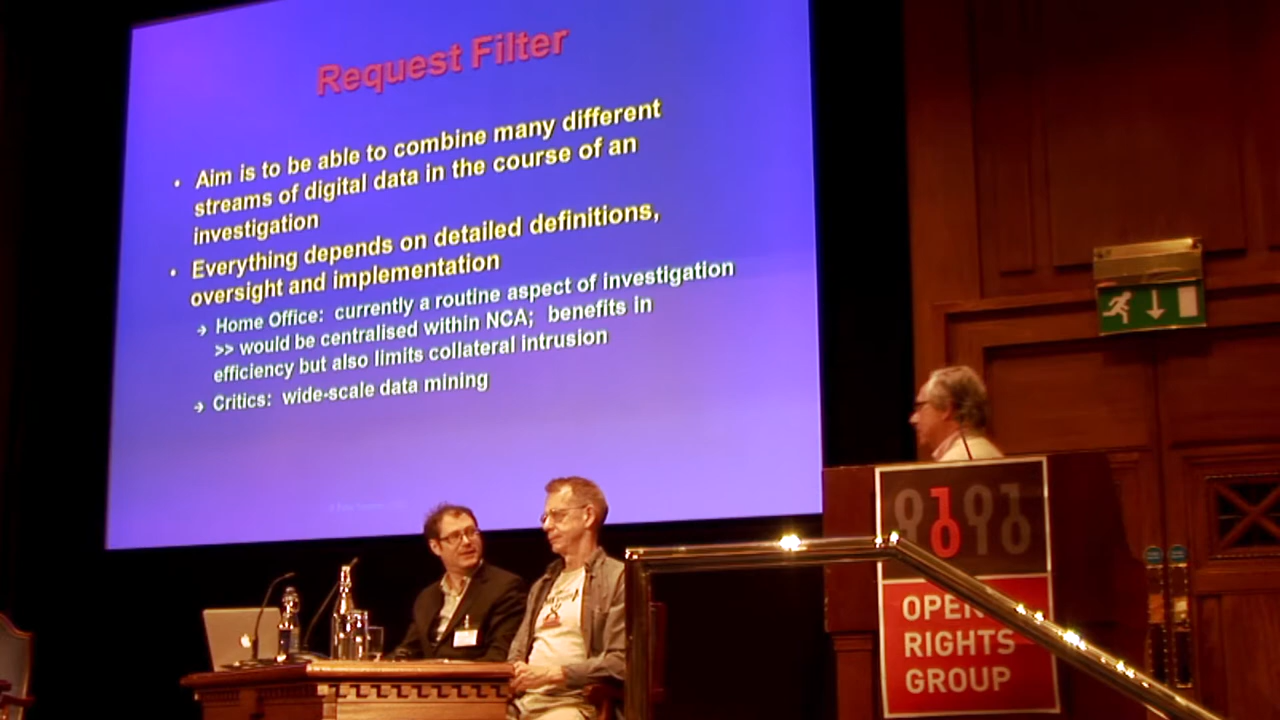 Request Filter
• Aim is to be able to combine many different
streams of digital data in the course of an
investigation
• Everything depends on detailed definitions,
oversight and implementation
→ Home Office: currently a routine aspect of investigation
>> would be centralised within NCA; benefits in
efficiency but also limits collateral intrusion
→ Critics: wide-scale data mining
OPEN
RIGHTS
GROUP